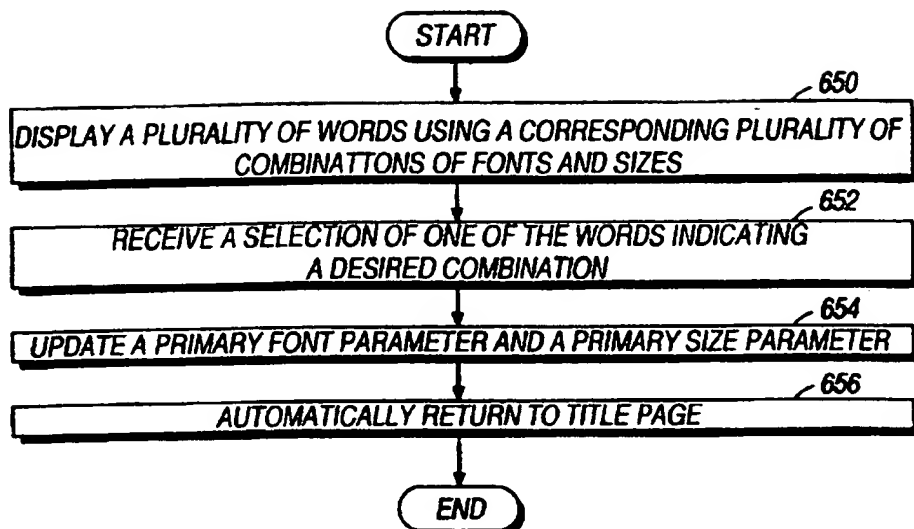 START
650
DISPLAY A PLURALITY OF WORDS USING A CORRESPONDING PLURALITY OF
COMBINATTONS OF FONTS AND SIZES
652
RECEIVE A SELECTION OF ONE OF THE WORDS INDICATING
A DESIRED COMBINATION
654
UPDATE A PRIMARY FONT PARAMETER AND A PRIMARY SIZE PARAMETER
656
AUTOMATICALLY RETURN TO TITLE PAGE
END